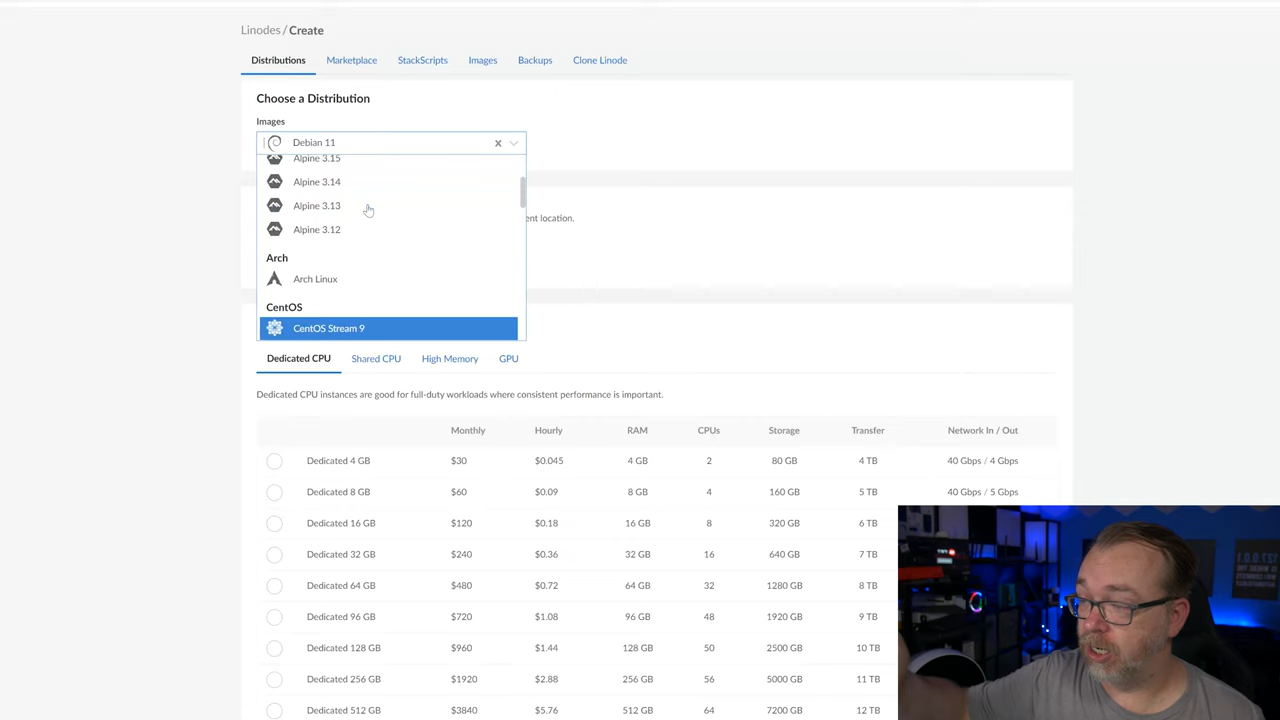 Linodes / Create
Distributions Marketplace StackScripts Images Backups Clone Linode
Choose a Distribution
Images
Debian 11
Alpine 3.15
Alpine 3.14
Alpine 3.13
ent location.
Alpine 3.12
Arch
Arch Linux
CentOS
CentOS Stream 9
Dedicated CPU Shared CPU High Memory GPU
Dedicated CPU instances are good for full-duty workloads where consistent performance is important.
Monthly Hourly RAM CPUs Storage Transfer Network In / Out
Dedicated 4 GB $30 $0.045 4 GB 2 80 GB 4 TB 40 Gbps / 4 Gbps
Dedicated 8 GB $60 $0.09 8 GB 4 160 GB 5 TB 40 Gbps / 5 Gbps
Dedicated 16 GB $120 $0.18 16 GB 8 320 GB 6 TB
Dedicated 32 GB $240 $0.36 32 GB 16 640 GB 7 TB
Dedicated 64 GB $480 $0.72 64 GB 32 1280 GB 8 TB
Dedicated 96 GB $720 $1.08 96 GB 48 1920 GB 9 TB
Dedicated 128 GB $960 $1.44 128 GB 50 2500 GB 10 TB
Dedicated 256 GB $1920 $2.88 256 GB 56 5000 GB 11 TB
Dedicated 512 GB $3840 $5.76 512 GB 64 7200 GB 12 TB